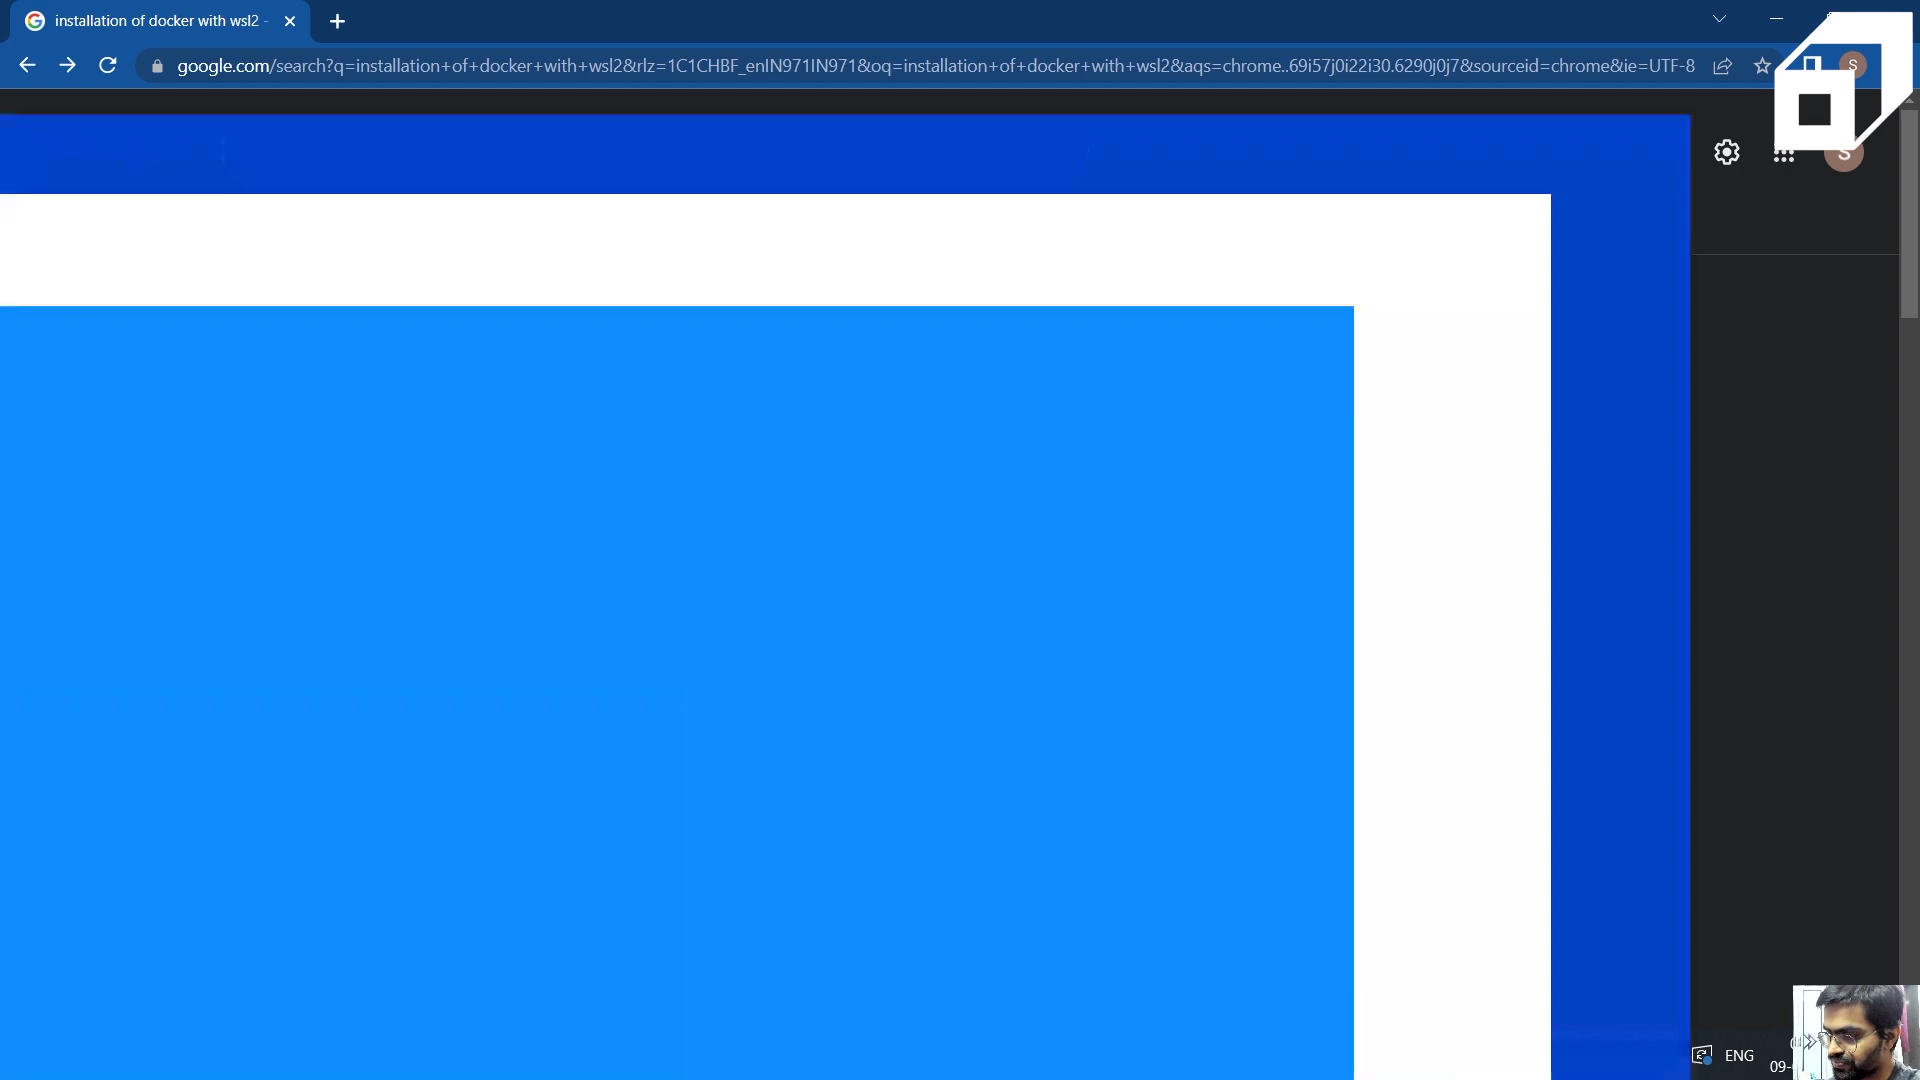 installation of docker with wsl2 -
google.com/search?q=installation+of+docker+with+wsl2&rlz=1C1CHBF_enIN971IN971&oq=installation+of+docker+with+wsl2&aqs=chrome..69i57j0i22i30.6290j0j7&sourceid=chrome&ie=UTF-8
S
S
ENG
09-